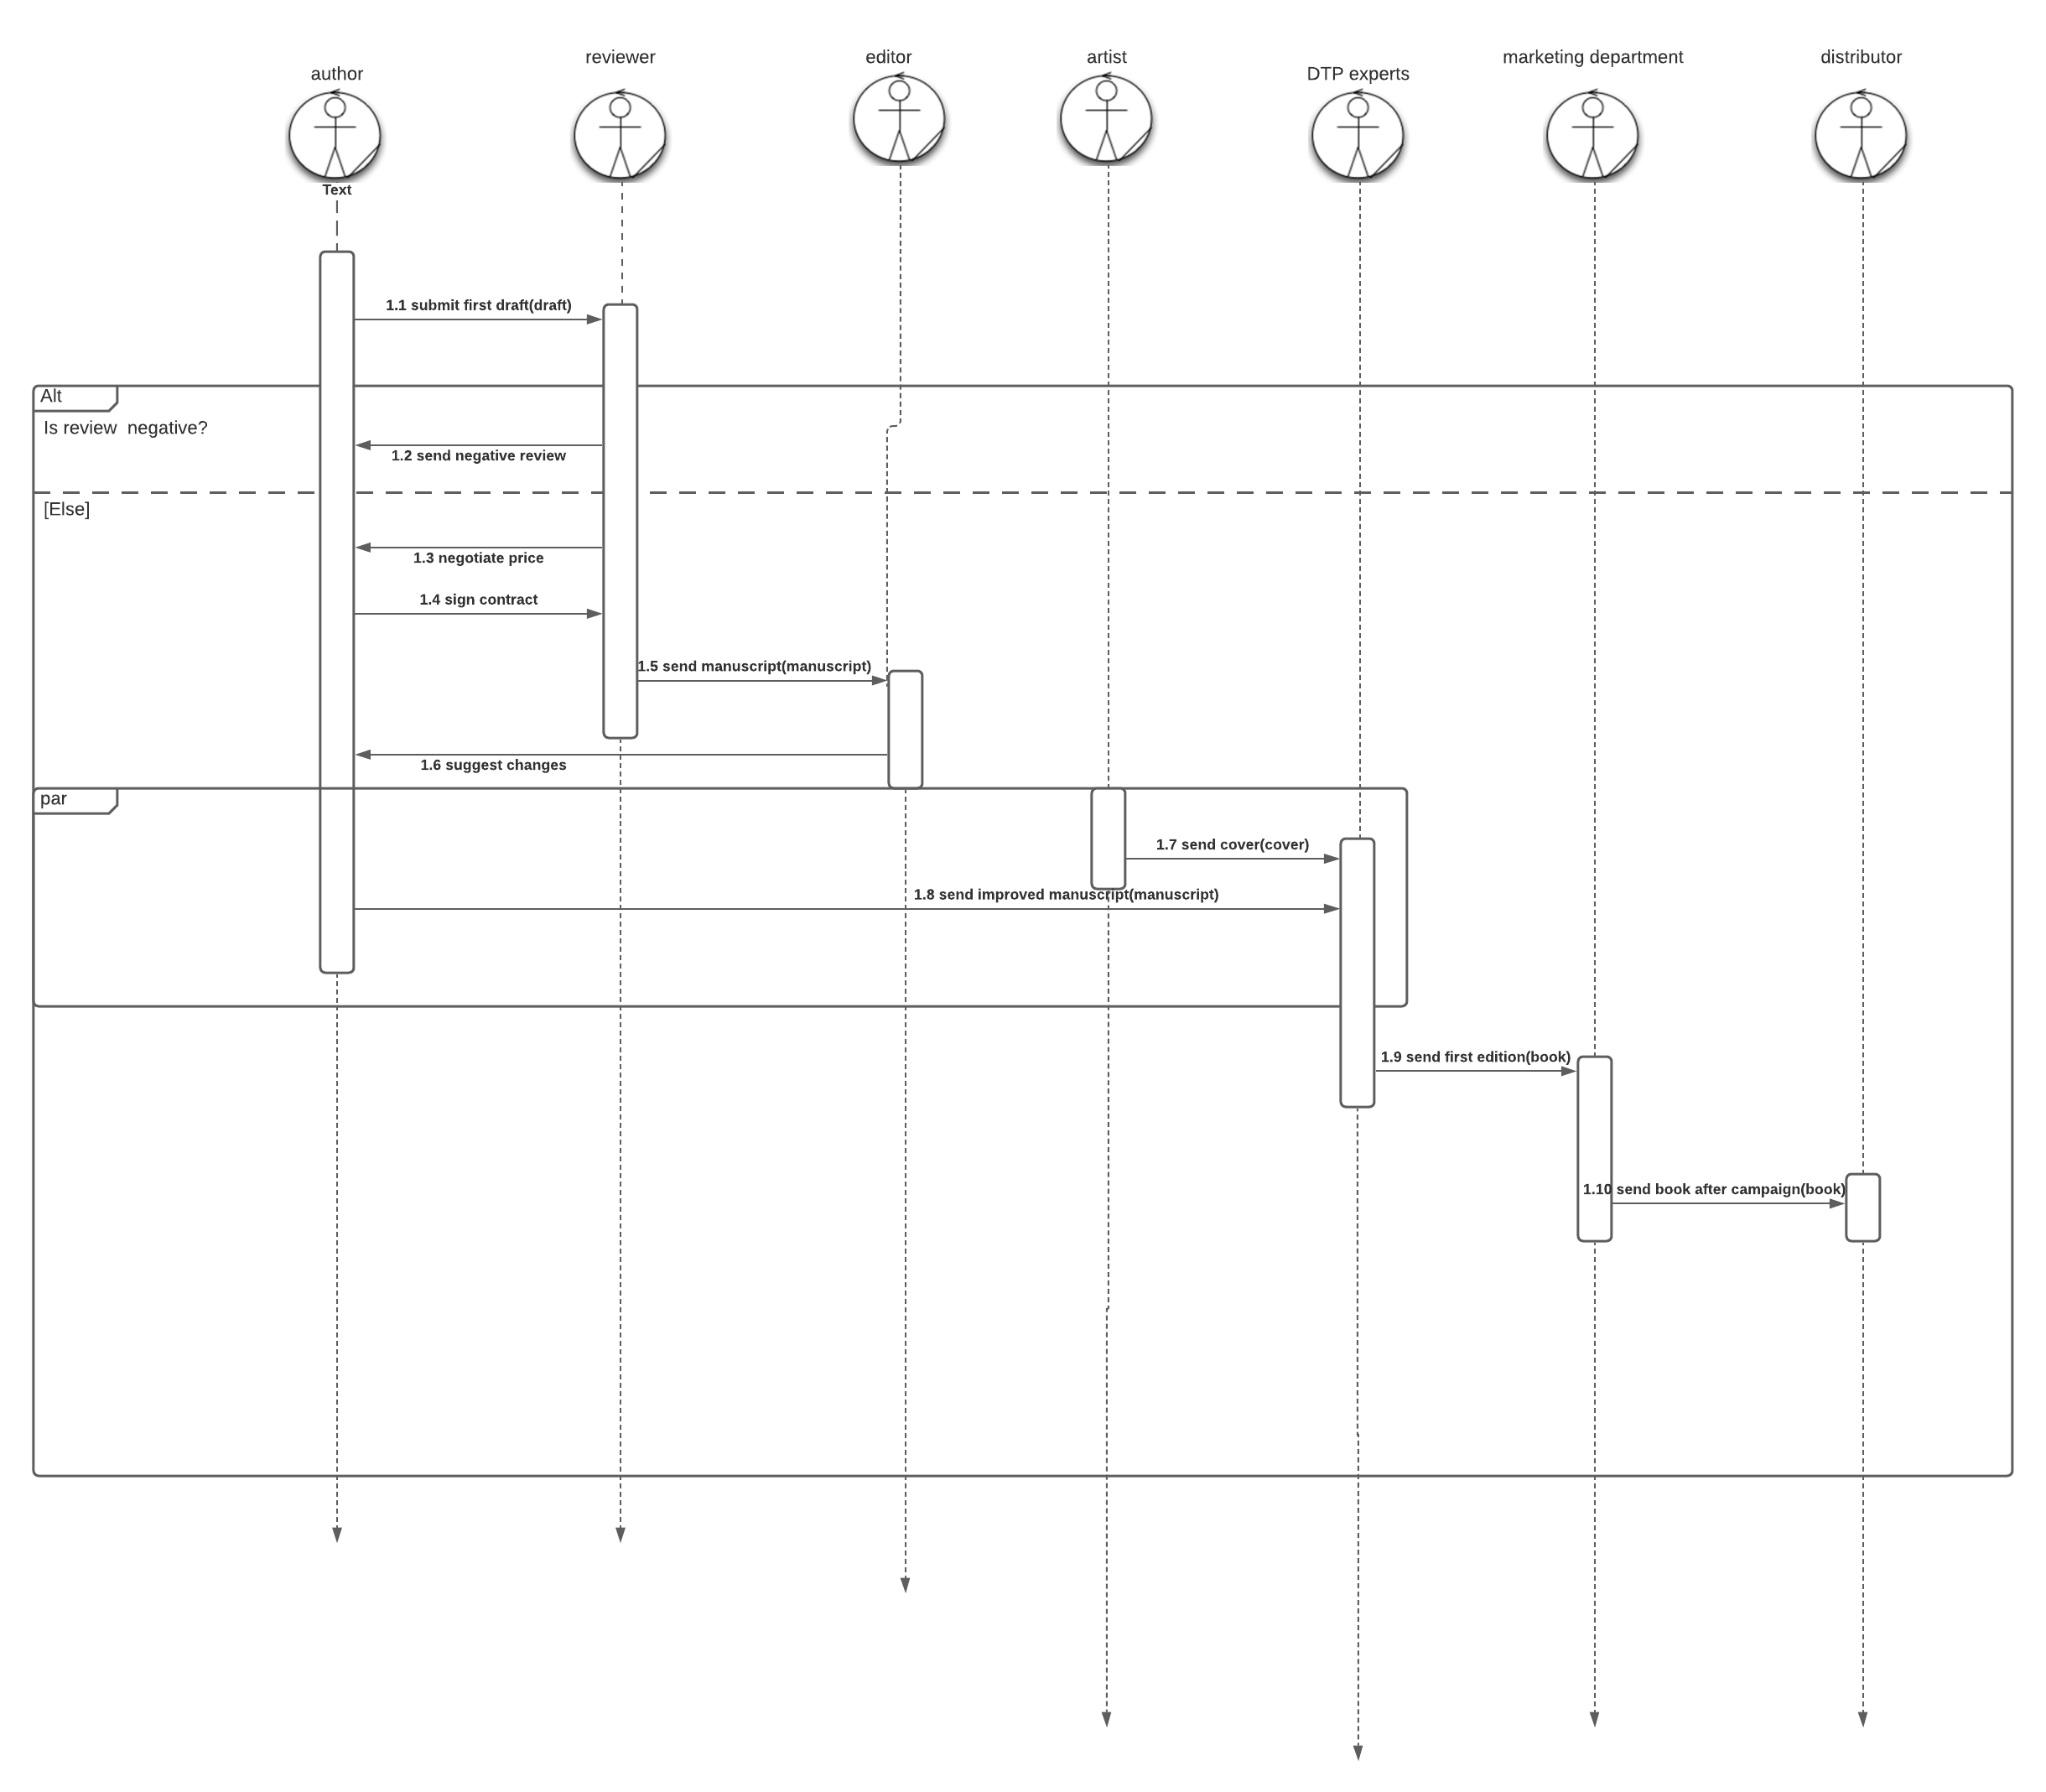 reviewer
editor
artist
marketing department
distributor
author
DTP experts
Text
1.1 submit first draft(draft)
Alt
Is review  negative?
1.2 send negative review
[Else]
1.3 negotiate price
1.4 sign contract
1.5 send manuscript(manuscript)
1.6 suggest changes
par
1.7 send cover(cover)
1.8 send improved manuscript(manuscript)
1.9 send first edition(book)
1.10 send book after campaign(book)